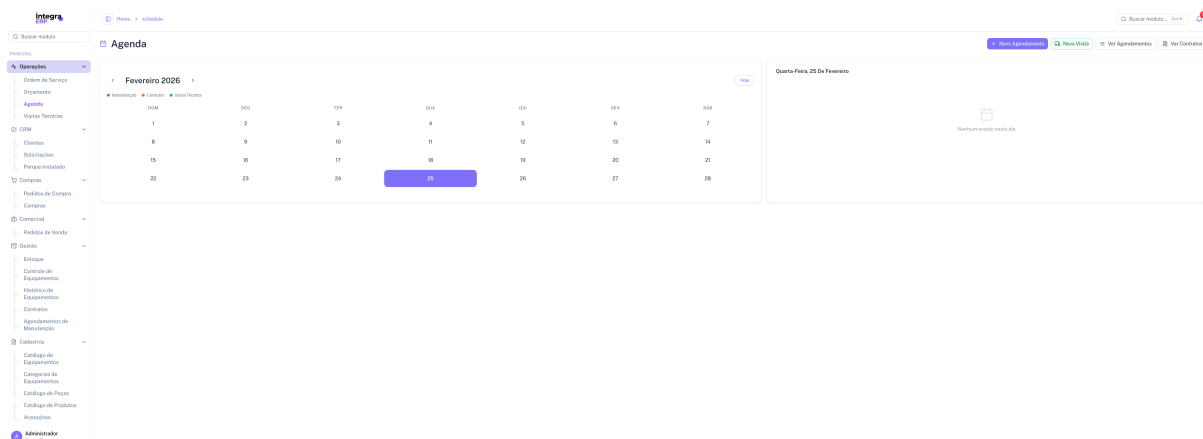 Integra
ERP
Buscar modulo
PRINCIPAL
Operações
Ordem de Serviço
Orçamento
Agenda
Visitas Técnicas
CRM
Clientes
Solicitações
Parque Instalado
Compras
Pedidos de Compra
Compras
Comercial
Pedidos de Venda
Gestão
Estoque
Controle de
Equipamentos
Histórico de
Equipamentos
Contratos
Agendamentos de
Manutenção
Cadastros
Catálogo de
Equipamentos
Categorias de
Equipamentos
Catálogo de Peças
Catálogo de Produtos
Acessórios
A Administrador
Home > schedule
Buscar modulo...
Agenda
+ Novo Agendamento Nova Visita Ver Agendamentos Ver Contratos
Fevereiro 2026
Hoje
Manutenção Contrato Visita Técnica
DOM SEG TER QUA QUI SEX SÁB
1 2 3 4 5 6 7
8 9 10 11 12 13 14
15 16 17 18 19 20 21
22 23 24 25 26 27 28
Quarta-Feira, 25 De Fevereiro
Nenhum evento neste dia